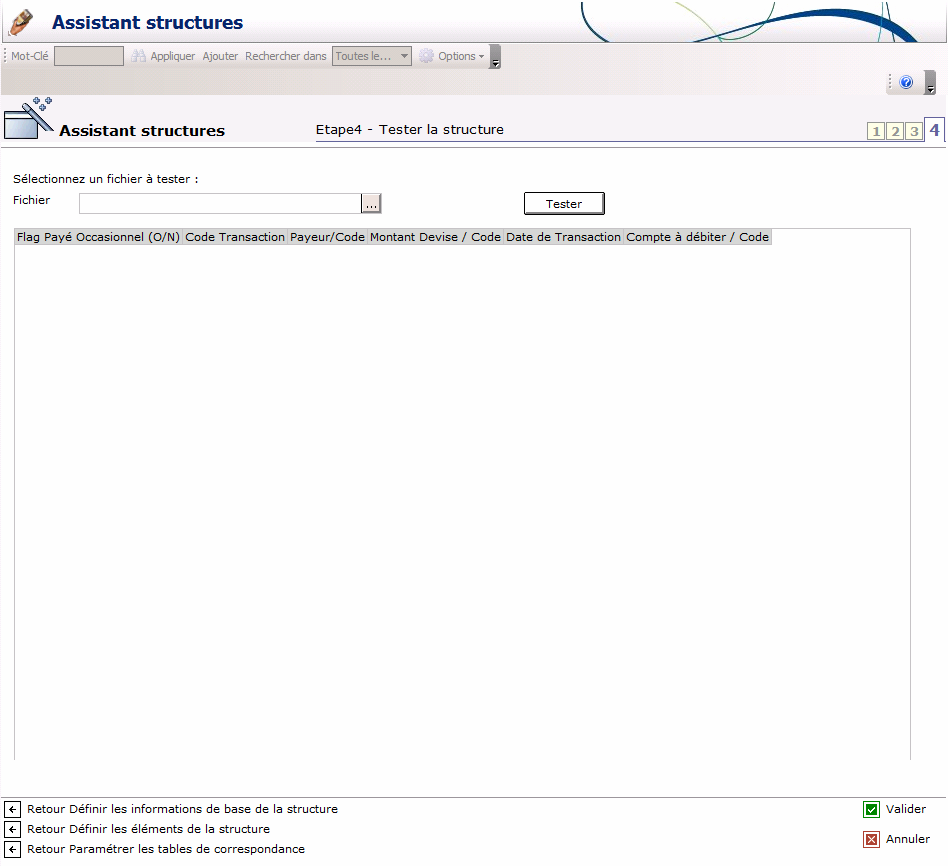 Assistant structures
Mot-Clé Appliquer Ajouter Rechercher dans Toutes le... Options
?
Assistant structures Etape4 - Tester la structure 1 2 3 4
Sélectionnez un fichier à tester :
Fichier ... Tester
Flag Payé Occasionnel (O/N) Code Transaction Payeur/Code Montant Devise / Code Date de Transaction Compte à débiter / Code
Retour Définir les informations de base de la structure Valider
Retour Définir les éléments de la structure
Annuler
Retour Paramétrer les tables de correspondance